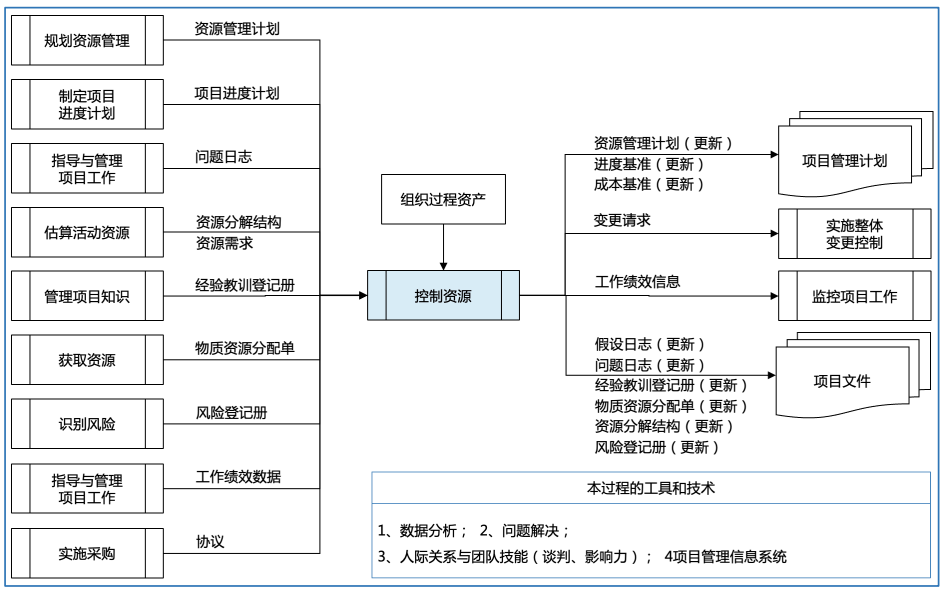 规划资源管理
资源管理计划
制定项目
进度计划
项目进度计划
指导与管理
项目工作
问题日志
估算活动资源
资源分解结构
资源需求
管理项目知识
经验教训登记册
获取资源
物质资源分配单
识别风险
风险登记册
指导与管理
项目工作
工作绩效数据
实施采购
协议
组织过程资产
控制资源
资源管理计划（更新）
进度基准（更新）
成本基准（更新）
项目管理计划
变更请求
实施整体
变更控制
工作绩效信息
监控项目工作
假设日志（更新）
问题日志（更新）
经验教训登记册（更新）
物质资源分配单（更新）
资源分解结构（更新）
风险登记册（更新）
项目文件
本过程的工具和技术
1、数据分析； 2、问题解决；
3、人际关系与团队技能（谈判、影响力）； 4项目管理信息系统